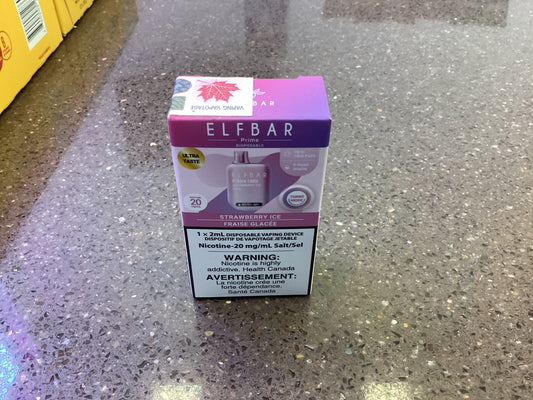 VAPING VAPOTAGE
BAR
ELFBAR
Prime
DISPOSABLE
ULTRA
TASTE
ELFBAR
20
TURBO
STRAWBERRY ICE
FRAISE GLACÉE
1 × 2mL DISPOSABLE VAPING DEVICE
DISPOSITIF DE VAPOTAGE JETABLE
Nicotine-20 mg/mL Salt/Sel
WARNING:
Nicotine is highly
addictive. Health Canada
AVERTISSEMENT:
La nicotine crée une
forte dépendance.
Santé Canada